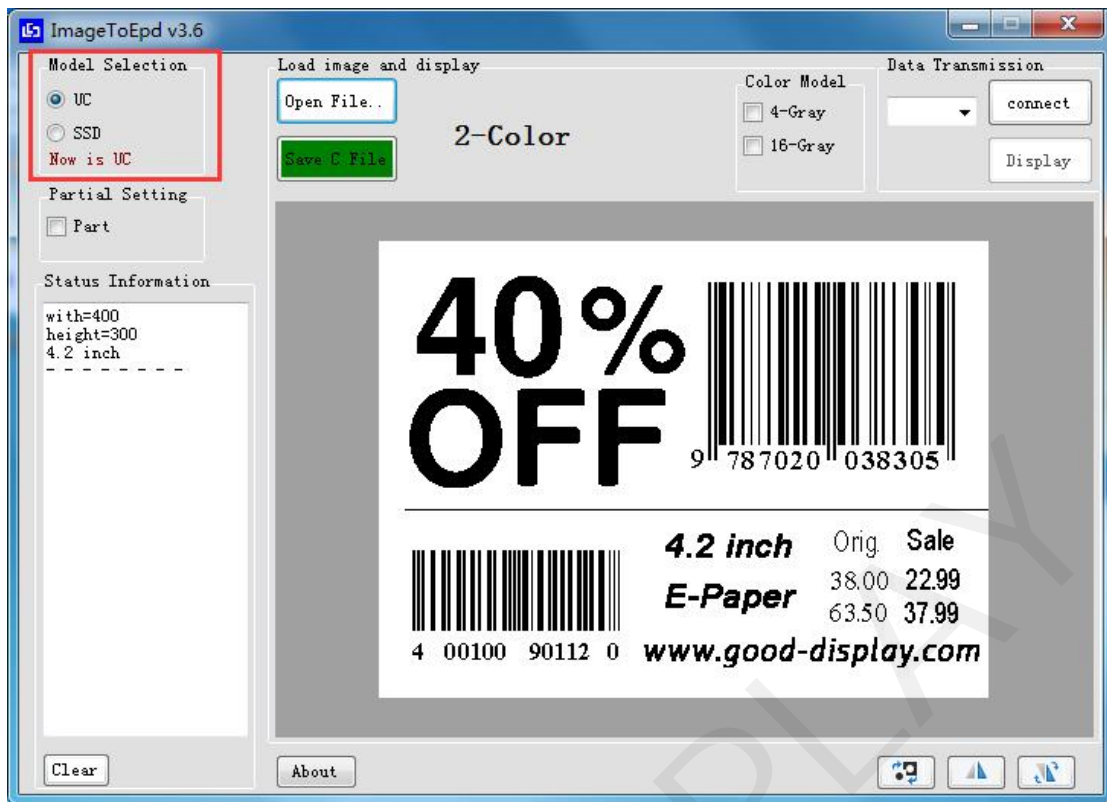 ImageToEpd v3.6
Model Selection
UC
SSD
Now is UC
Partial Setting
Part
Status Information
with=400
height=300
4.2 inch
- - - - - - - -
Clear
Load image and display
Open File..
Save C File
2-Color
Color Model
4-Gray
16-Gray
Data Transmission
connect
Display
40%
OFF
9 787020 038305
4.2 inch
E-Paper
Orig. Sale
38.00 22.99
63.50 37.99
4 00100 90112 0
www.good-display.com
About
PLAY